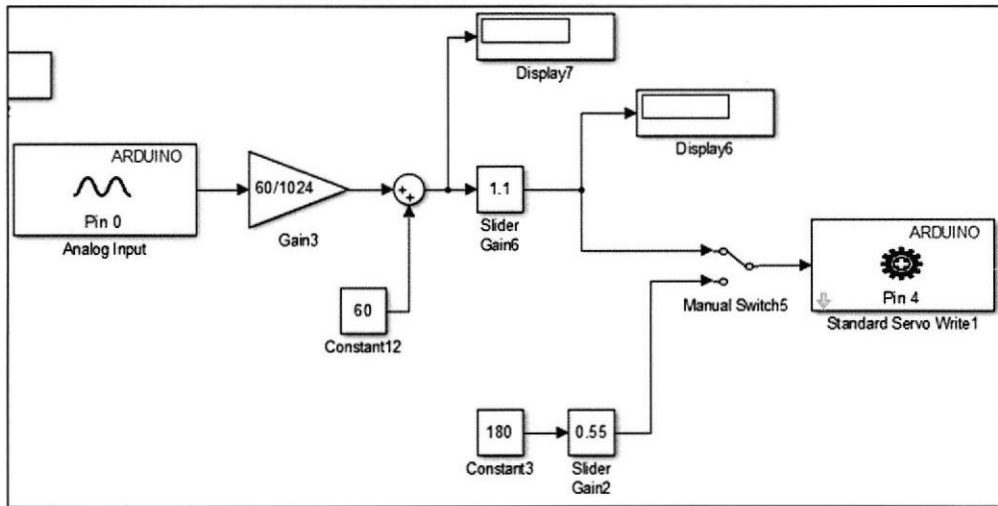 Display7
Display6
ARDUINO
Pin 0
Analog Input
60/1024
Gain3
+
+
1.1
Slider
Gain6
60
Constant12
Manual Switch5
ARDUINO
Pin 4
Standard Servo Write1
180
Constant3
0.55
Slider
Gain2